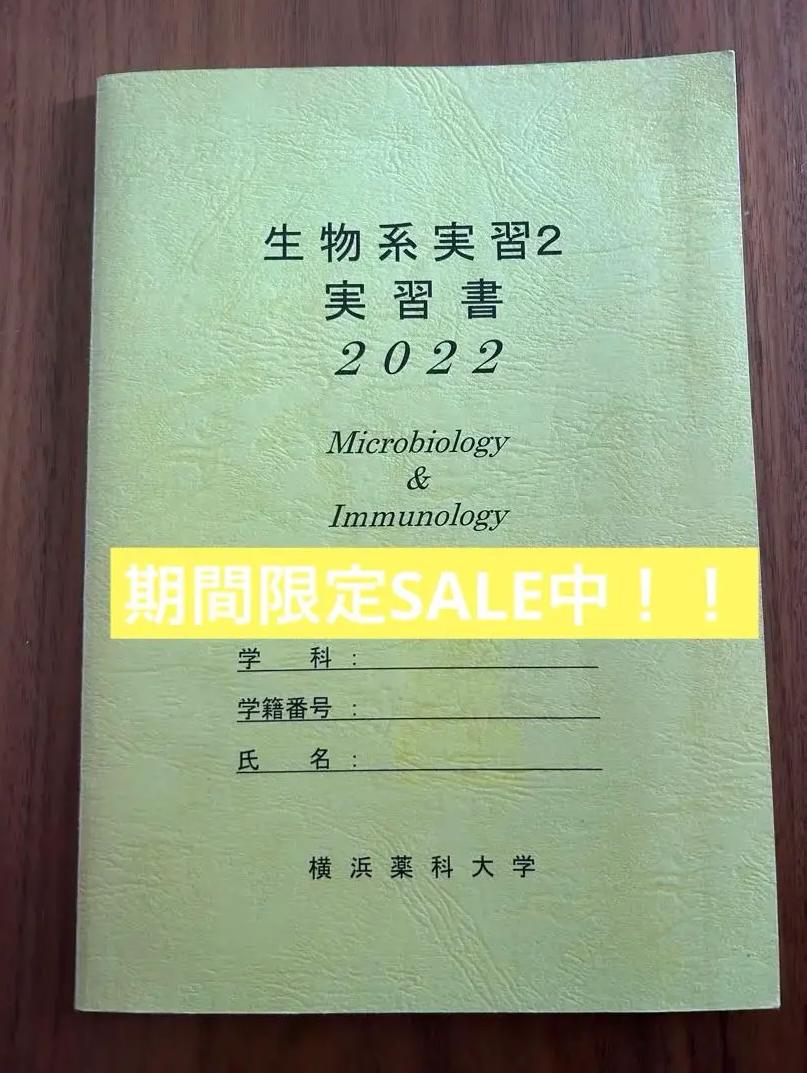 生物系実習2
実習書
2022
Microbiology
&
Immunology
期間限定SALE中！！
学　科：
学籍番号：
氏　名：
横浜薬科大学